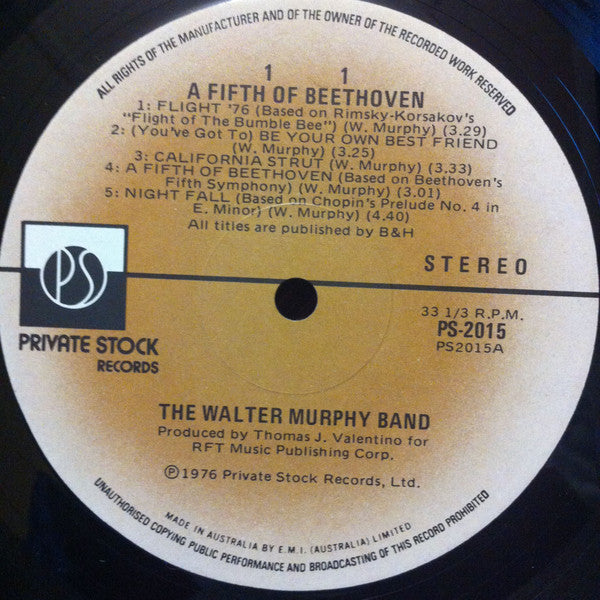 ALL RIGHTS OF THE MANUFACTURER AND OF THE OWNER OF THE RECORDED WORK RESERVED
1 1
A FIFTH OF BEETHOVEN
1: FLIGHT '76 (Based on Rimsky-Korsakov's
"Flight of The Bumble Bee") (W. Murphy) (3.29)
2: (You've Got To) BE YOUR OWN BEST FRIEND
(W. Murphy) (3.25)
3: CALIFORNIA STRUT (W. Murphy) (3.33)
4: A FIFTH OF BEETHOVEN (Based on Beethoven's
Fifth Symphony) (W. Murphy) (3.01)
5: NIGHT FALL (Based on Chopin's Prelude No. 4 in
E. Minor) (W. Murphy) (4.40)
All titles are published by B&H
PS
STEREO
PRIVATE STOCK
RECORDS
33 1/3 R.P.M.
PS-2015
PS2015A
THE WALTER MURPHY BAND
Produced by Thomas J. Valentino for
RFT Music Publishing Corp.
Ⓟ1976 Private Stock Records, Ltd.
MADE IN AUSTRALIA BY E.M.I. (AUSTRALIA) LIMITED
UNAUTHORISED COPYING PUBLIC PERFORMANCE AND BROADCASTING OF THIS RECORD PROHIBITED